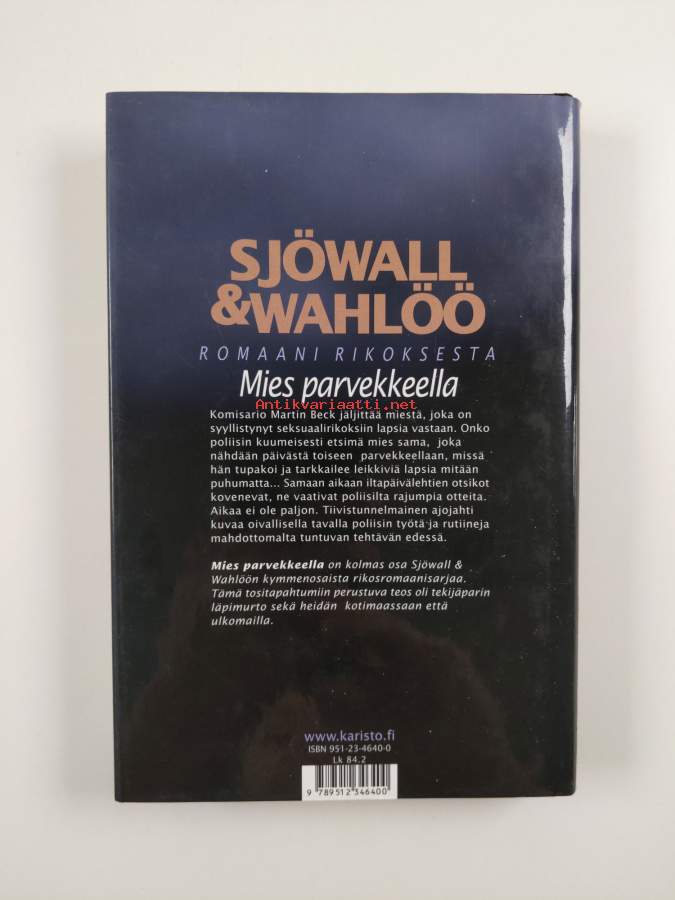 SJÖWALL
&WAHLÖÖ
ROMAANI RIKOKSESTA
Mies parvekkeella
Antikvariaatti.net
Komisario Martin Beck jäljittää miestä, joka on
syyllistynyt seksuaalirikoksiin lapsia vastaan. Onko
poliisin kuumeisesti etsimä mies sama, joka
nähdään päivästä toiseen parvekkeellaan, missä
hän tupakoi ja tarkkailee leikkiviä lapsia mitään
puhumatta... Samaan aikaan iltapäivälehtien otsikot
kovenevat, ne vaativat poliisilta rajumpia otteita.
Aikaa ei ole paljon. Tiivistunnelmainen ajojahti
kuvaa oivallisella tavalla poliisin työtä ja rutiineja
mahdottomalta tuntuvan tehtävän edessä.
Mies parvekkeella on kolmas osa Sjöwall &
Wahlöön kymmenosaista rikosromaanisarjaa.
Tämä tositapahtumiin perustuva teos oli tekijäparin
läpimurto sekä heidän kotimaassaan että
ulkomailla.
www.karisto.fi
ISBN 951-23-4640-0
Lk 84.2
9 789512 346400